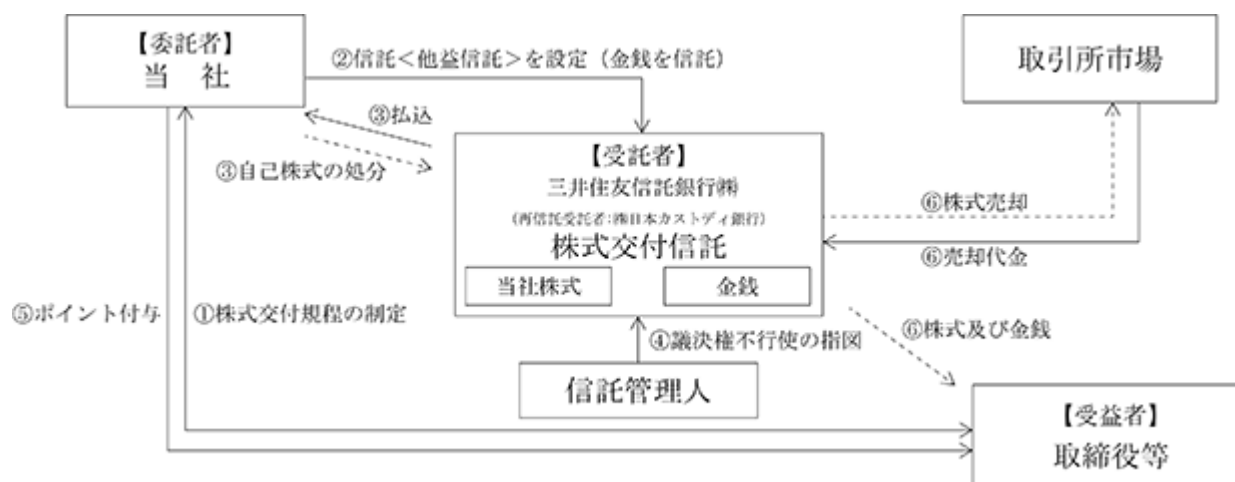 【委託者】
当 社
②信託＜他益信託＞を設定（金銭を信託）
取引所市場
③払込
③自己株式の処分
【受託者】
三井住友信託銀行㈱
（再信託受託者：㈱日本カストディ銀行）
株式交付信託
当社株式
金銭
⑥株式売却
⑥売却代金
⑤ポイント付与
①株式交付規程の制定
④議決権不行使の指図
⑥株式及び金銭
信託管理人
【受益者】
取締役等